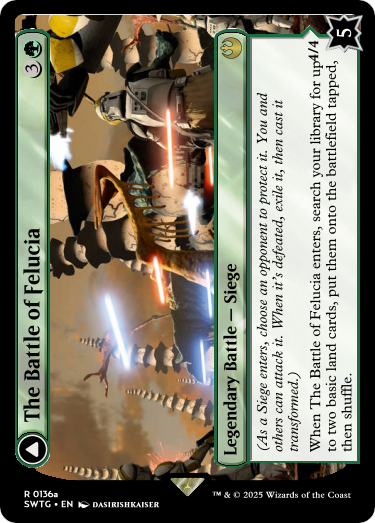 The Battle of Felucia
3
Legendary Battle — Siege
(As a Siege enters, choose an opponent to protect it. You and
others can attack it. When it's defeated, exile it, then cast it
transformed.)
When The Battle of Felucia enters, search your library for up
to two basic land cards, put them onto the battlefield tapped,
then shuffle.
4/4
5
R 0136a
SWTG • EN DASIRISHKAISER
™ & © 2025 Wizards of the Coast